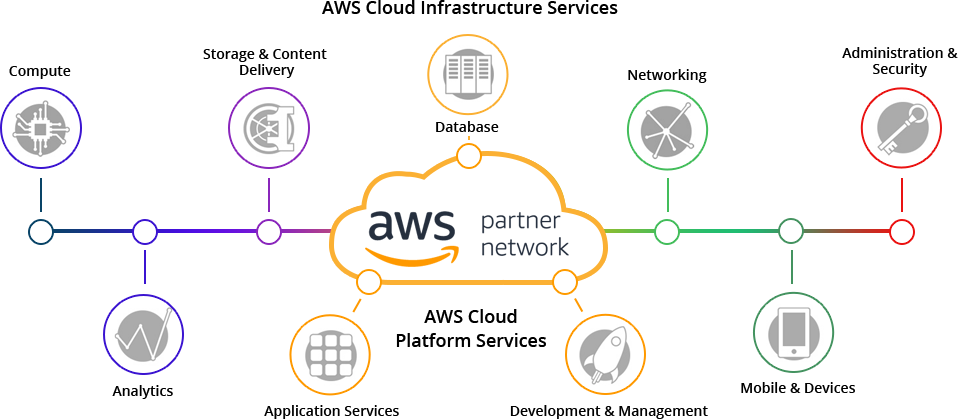 AWS Cloud Infrastructure Services
Compute
Storage & Content
Delivery
Database
Networking
Administration &
Security
aws
partner
network
Analytics
Application Services
AWS Cloud
Platform Services
Development & Management
Mobile & Devices